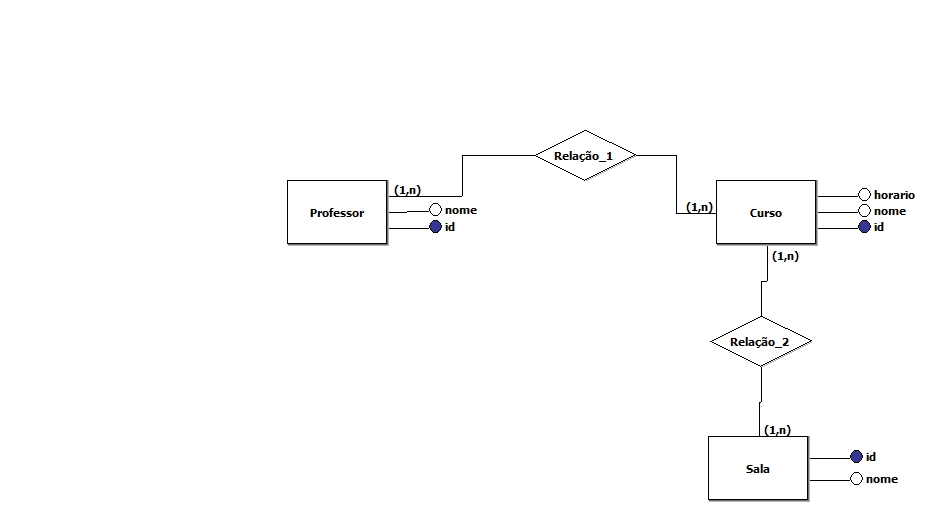 Relação_1
(1,n)
Professor
nome
id
(1,n)
Curso
horario
nome
id
(1,n)
Relação_2
(1,n)
Sala
id
nome